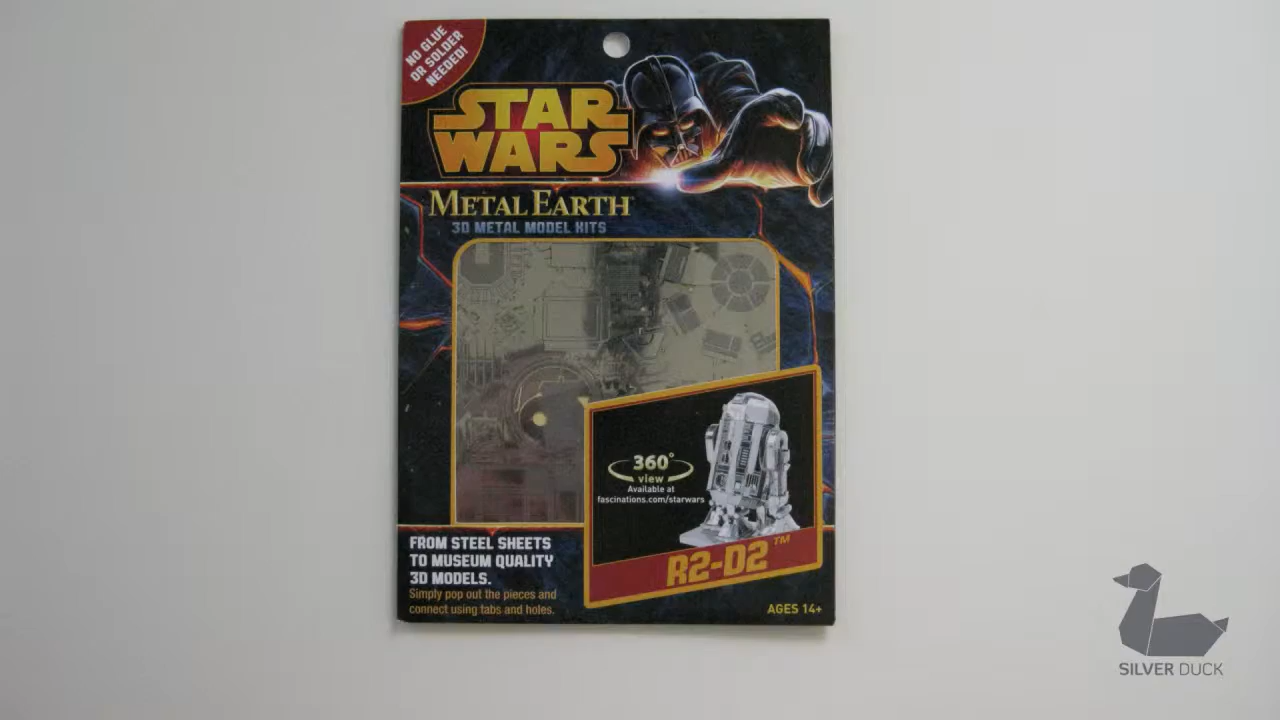 NO GLUE
OR SOLDER
NEEDED!
STAR
WARS
METAL EARTH
3D METAL MODEL KITS
360°
view
Available at
fascinations.com/starwars
R2-D2™
FROM STEEL SHEETS
TO MUSEUM QUALITY
3D MODELS.
Simply pop out the pieces and
connect using tabs and holes.
AGES 14+
SILVER DUCK